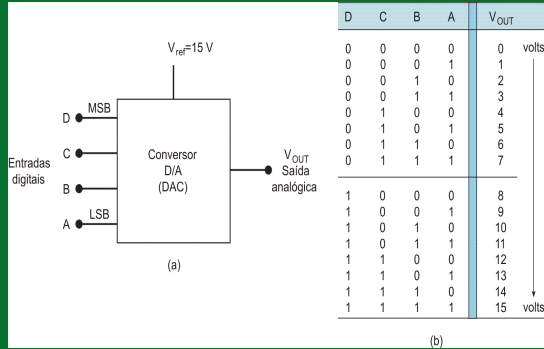 V_ref=15 V
D MSB
C
B
A LSB
Entradas
digitais
Conversor
D/A
(DAC)
V_OUT
Saída
analógica
(a)
D C B A V_OUT
0 0 0 0 0 volts
0 0 0 1 1
0 0 1 0 2
0 0 1 1 3
0 1 0 0 4
0 1 0 1 5
0 1 1 0 6
0 1 1 1 7
1 0 0 0 8
1 0 0 1 9
1 0 1 0 10
1 0 1 1 11
1 1 0 0 12
1 1 0 1 13
1 1 1 0 14
1 1 1 1 15 volts
(b)